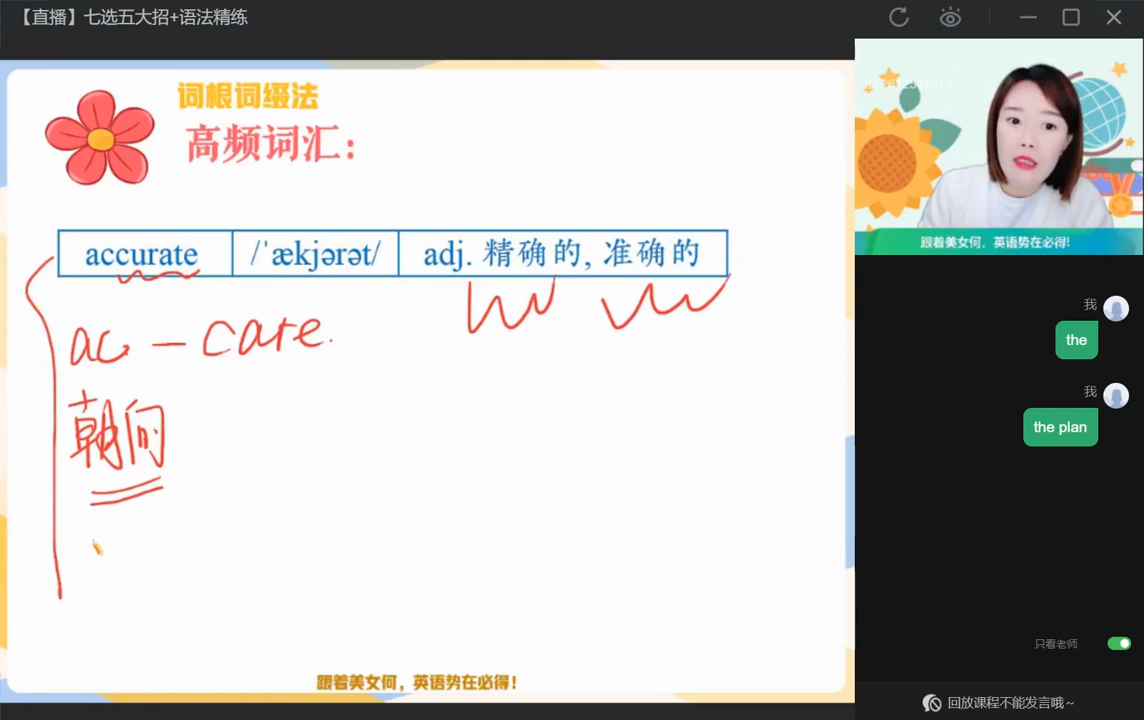 【直播】七选五大招+语法精练
词根词缀法
高频词汇：
accurate /ˈækjərət/ adj. 精确的, 准确的
ac - care.
朝向
跟着美女何，英语势在必得！
跟着美女何，英语势在必得！
我
the
我
the plan
只看老师
回放课程不能发言哦~